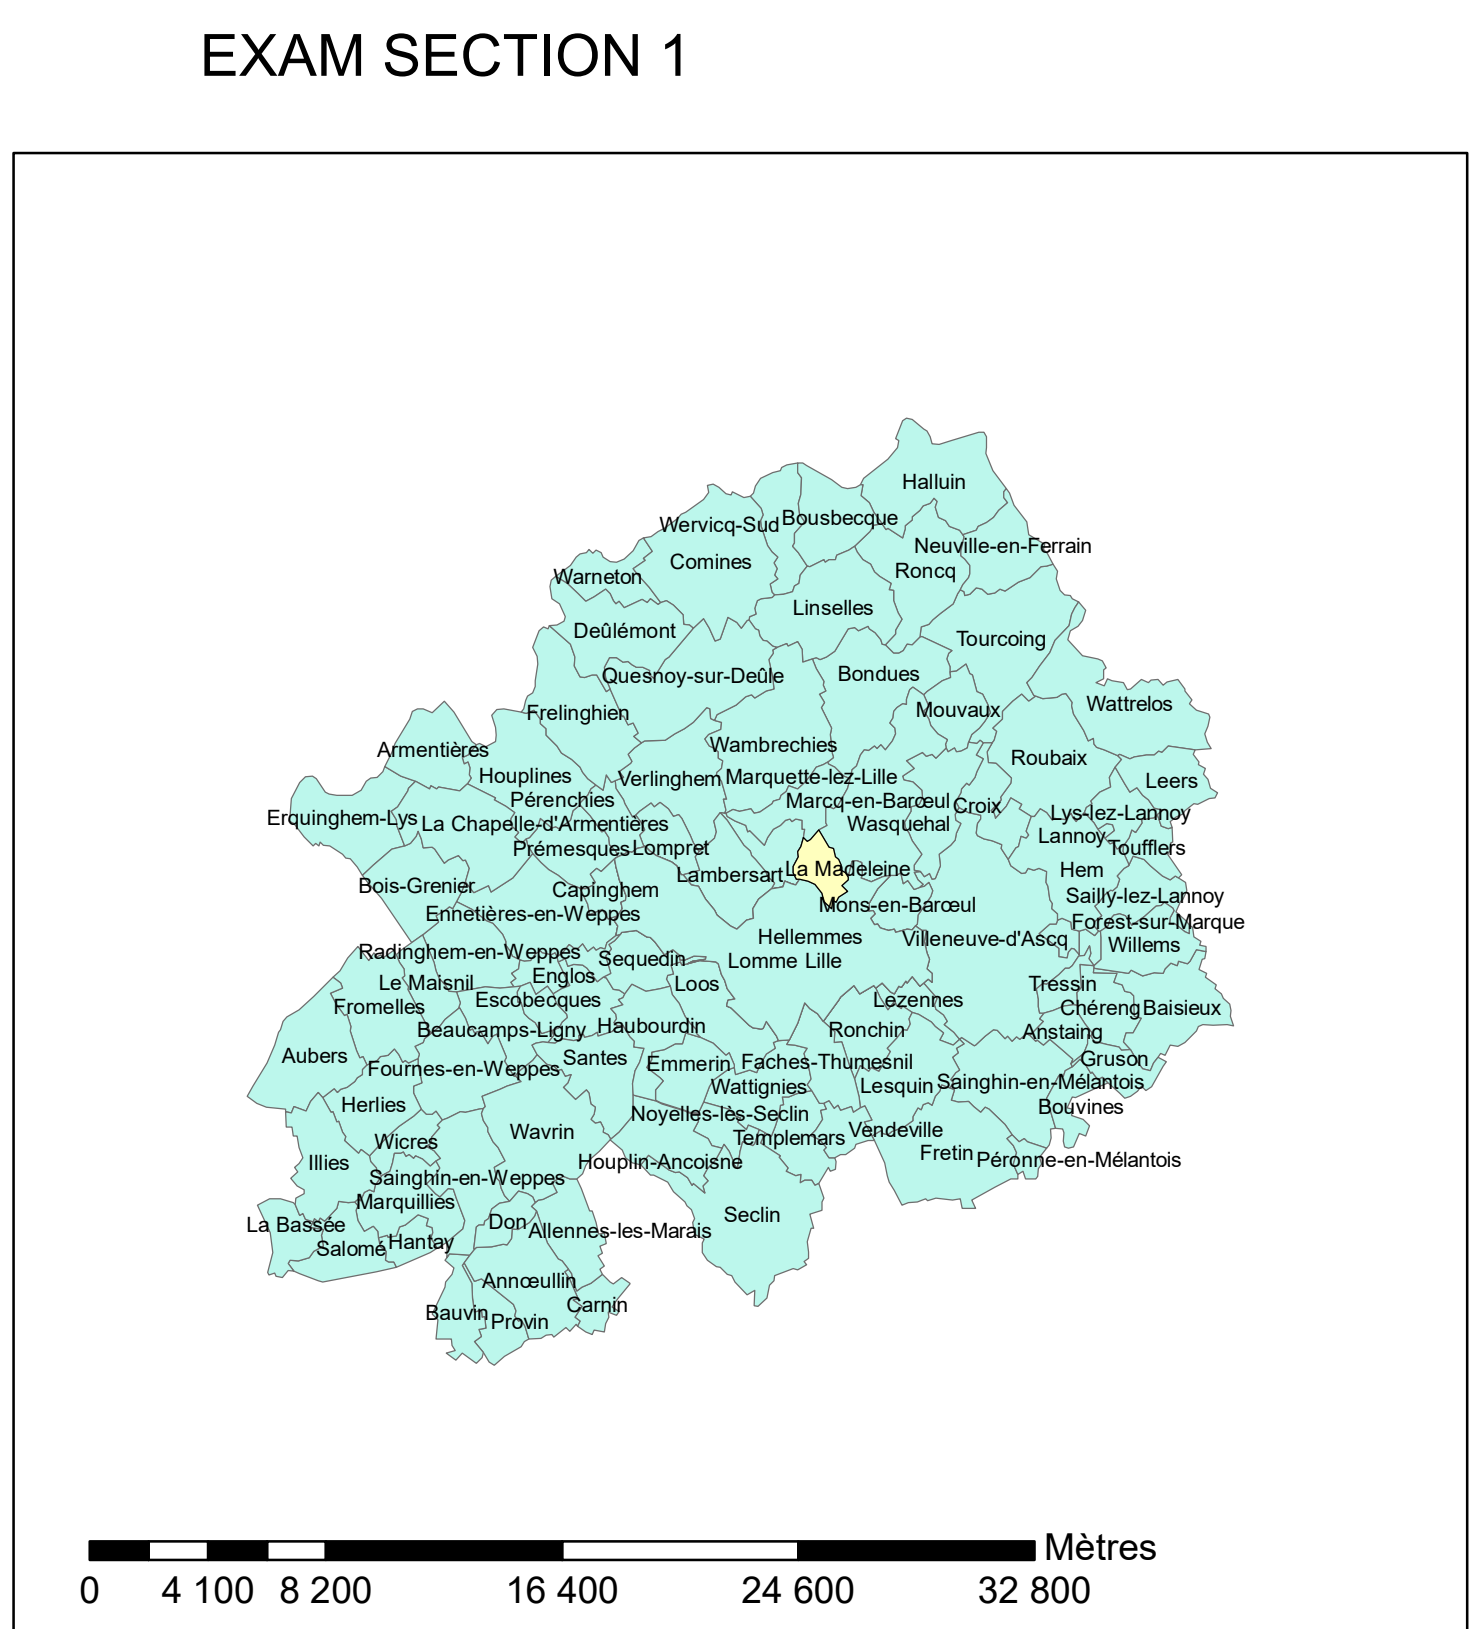 EXAM SECTION 1
Halluin
Wervicq-Sud
Bousbecque
Neuville-en-Ferrain
Comines
Roncq
Warneton
Linselles
Deûlémont
Tourcoing
Quesnoy-sur-Deûle
Bondues
Wattrelos
Frelinghien
Mouvaux
Armentières
Wambrechies
Roubaix
Houplines
Verlinghem
Marquette-lez-Lille
Leers
Pérenchies
Marcq-en-Barœul
Croix
Lys-lez-Lannoy
Erquinghem-Lys
La Chapelle-d'Armentières
Wasquehal
Lannoy
Prémesques
Lompret
Toufflers
La Madeleine
Hem
Lambersart
Bois-Grenier
Capinghem
Sailly-lez-Lannoy
Ennetières-en-Weppes
Mons-en-Barœul
Forest-sur-Marque
Hellemmes
Villeneuve-d'Ascq
Willems
Radinghem-en-Weppes
Sequedin
Lomme Lille
Le Maisnil
Englos
Loos
Tressin
Fromelles
Escobecques
Lezennes
Chéreng
Baisieux
Beaucamps-Ligny
Haubourdin
Ronchin
Anstaing
Aubers
Santes
Emmerin
Faches-Thumesnil
Gruson
Fournes-en-Weppes
Wattignies
Lesquin
Sainghin-en-Mélantois
Herlies
Bouvines
Noyelles-lès-Seclin
Wicres
Wavrin
Templemars
Vendeville
Illies
Houplin-Ancoisne
Fretin
Péronne-en-Mélantois
Sainghin-en-Weppes
Marquillies
La Bassée
Don
Allennes-les-Marais
Seclin
Salomé
Hantay
Annœullin
Bauvin
Provin
Carnin
Mètres
0 4 100 8 200 16 400 24 600 32 800